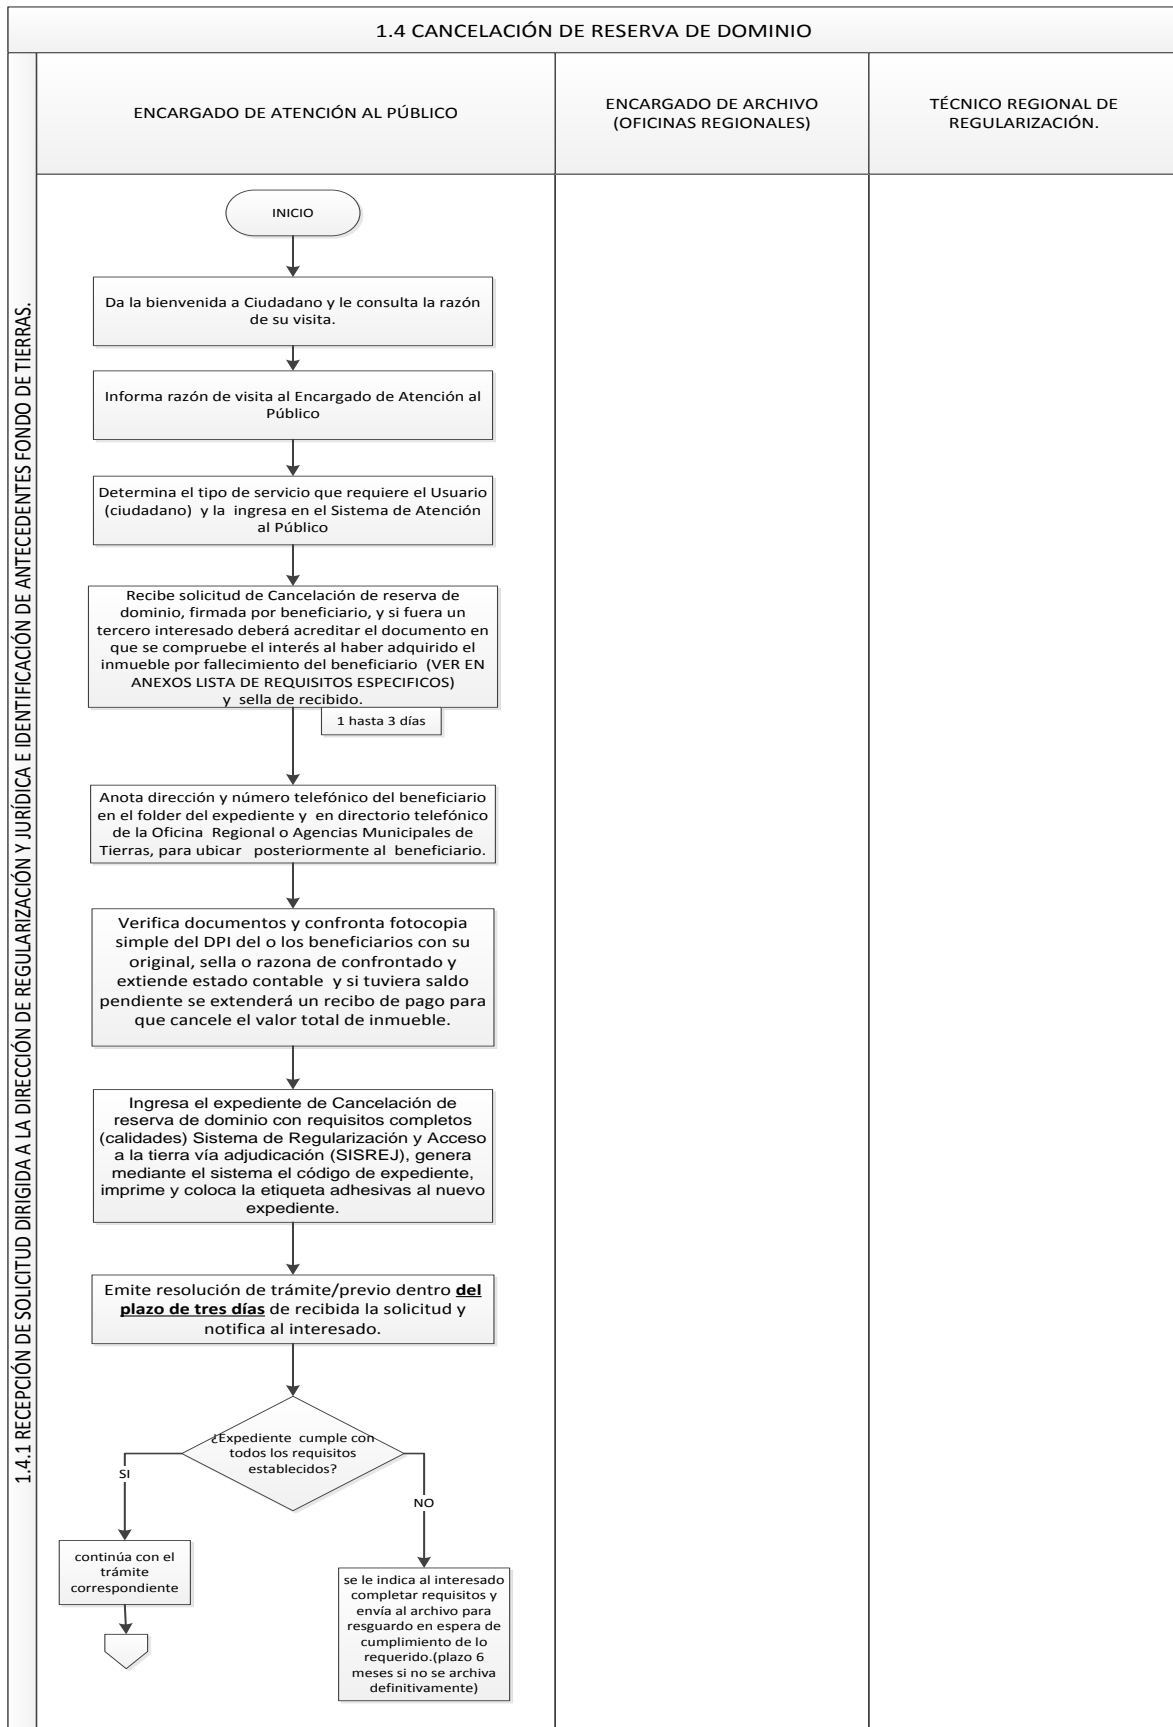 1.4 CANCELACIÓN DE RESERVA DE DOMINIO
1.4.1 RECEPCIÓN DE SOLICITUD DIRIGIDA A LA DIRECCIÓN DE REGULARIZACIÓN Y JURÍDICA E IDENTIFICACIÓN DE ANTECEDENTES FONDO DE TIERRAS.
ENCARGADO DE ATENCIÓN AL PÚBLICO
ENCARGADO DE ARCHIVO
(OFICINAS REGIONALES)
TÉCNICO REGIONAL DE
REGULARIZACIÓN.
INICIO
Da la bienvenida a Ciudadano y le consulta la razón
de su visita.
Informa razón de visita al Encargado de Atención al
Público
Determina el tipo de servicio que requiere el Usuario
(ciudadano) y la ingresa en el Sistema de Atención
al Público
Recibe solicitud de Cancelación de reserva de
dominio, firmada por beneficiario, y si fuera un
tercero interesado deberá acreditar el documento en
que se compruebe el interés al haber adquirido el
inmueble por fallecimiento del beneficiario (VER EN
ANEXOS LISTA DE REQUISITOS ESPECIFICOS)
y sella de recibido.
1 hasta 3 días
Anota dirección y número telefónico del beneficiario
en el folder del expediente y en directorio telefónico
de la Oficina Regional o Agencias Municipales de
Tierras, para ubicar posteriormente al beneficiario.
Verifica documentos y confronta fotocopia
simple del DPI del o los beneficiarios con su
original, sella o razona de confrontado y
extiende estado contable y si tuviera saldo
pendiente se extenderá un recibo de pago para
que cancele el valor total de inmueble.
Ingresa el expediente de Cancelación de
reserva de dominio con requisitos completos
(calidades) Sistema de Regularización y Acceso
a la tierra vía adjudicación (SISREJ), genera
mediante el sistema el código de expediente,
imprime y coloca la etiqueta adhesivas al nuevo
expediente.
Emite resolución de trámite/previo dentro del
plazo de tres días de recibida la solicitud y
notifica al interesado.
¿Expediente cumple con
todos los requisitos
establecidos?
SI
NO
continúa con el
trámite
correspondiente
se le indica al interesado
completar requisitos y
envía al archivo para
resguardo en espera de
cumplimiento de lo
requerido.(plazo 6
meses si no se archiva
definitivamente)